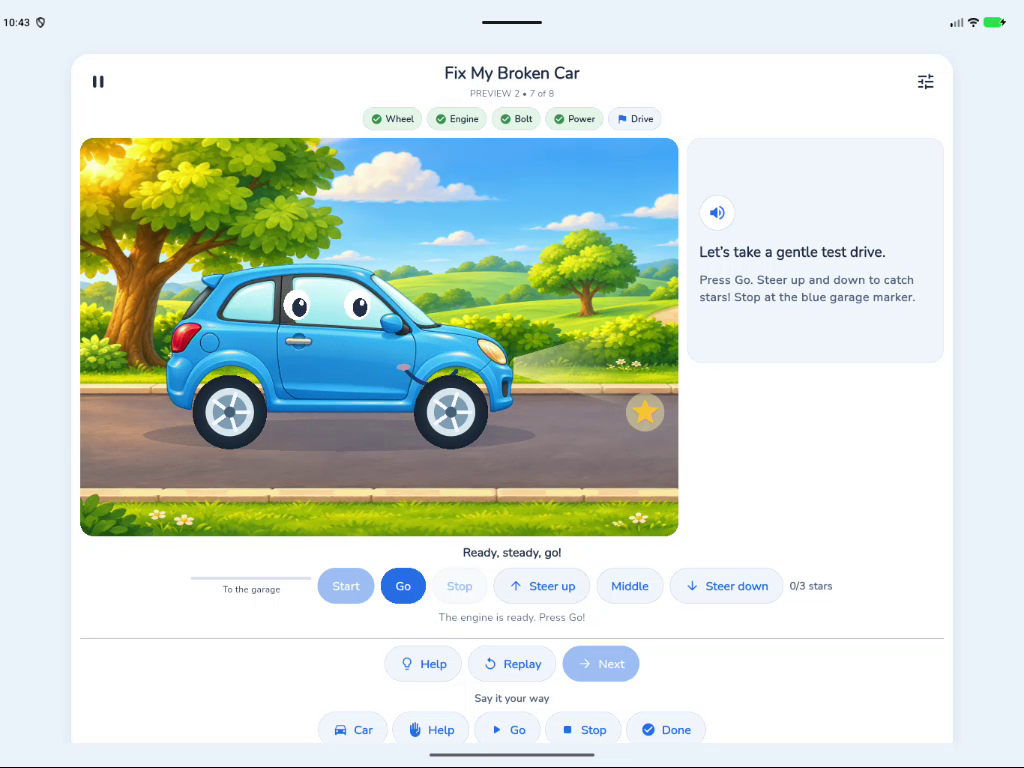 10:43
Fix My Broken Car
PREVIEW 2 • 7 of 8
Wheel Engine Bolt Power Drive
Let's take a gentle test drive.
Press Go. Steer up and down to catch
stars! Stop at the blue garage marker.
Ready, steady, go!
To the garage
Start Go Stop Steer up Middle Steer down 0/3 stars
The engine is ready. Press Go!
Help Replay Next
Say it your way
Car Help Go Stop Done